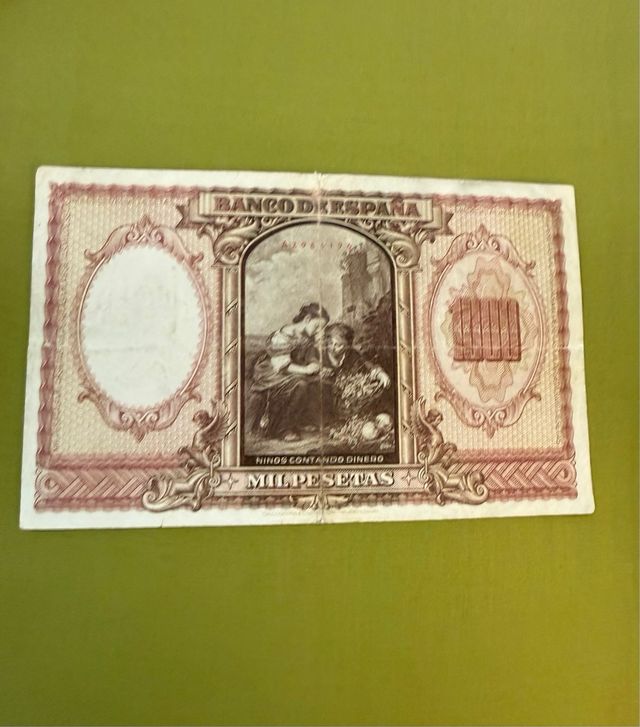 BANCO DE ESPAÑA
NIÑOS CONTANDO DINERO
MIL PESETAS